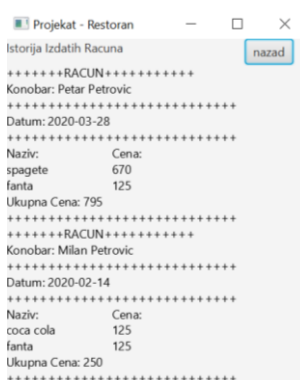 Projekat - Restoran
Istorija Izdatih Racuna
nazad
+++++++RACUN+++++++++++
Konobar: Petar Petrovic
+++++++++++++++++++++++++++++
Datum: 2020-03-28
+++++++++++++++++++++++++++++
Naziv: Cena:
spagete 670
fanta 125
Ukupna Cena: 795
+++++++++++++++++++++++++++++
+++++++RACUN+++++++++++
Konobar: Milan Petrovic
+++++++++++++++++++++++++++++
Datum: 2020-02-14
+++++++++++++++++++++++++++++
Naziv: Cena:
coca cola 125
fanta 125
Ukupna Cena: 250
+++++++++++++++++++++++++++++